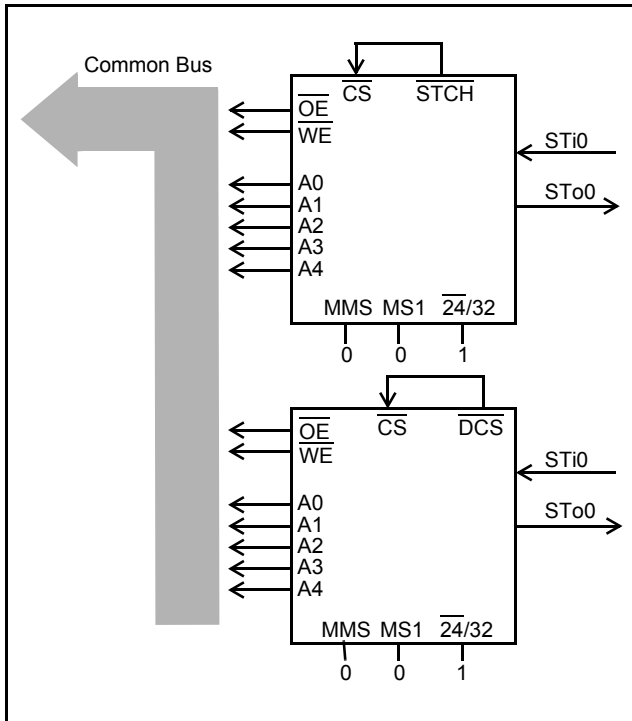 Common Bus
CS STCH
OE
WE
STi0
A0
STo0
A1
A2
A3
A4
MMS MS1 24/32
0 0 1
CS DCS
OE
WE
STi0
A0
STo0
A1
A2
A3
A4
MMS MS1 24/32
0 0 1